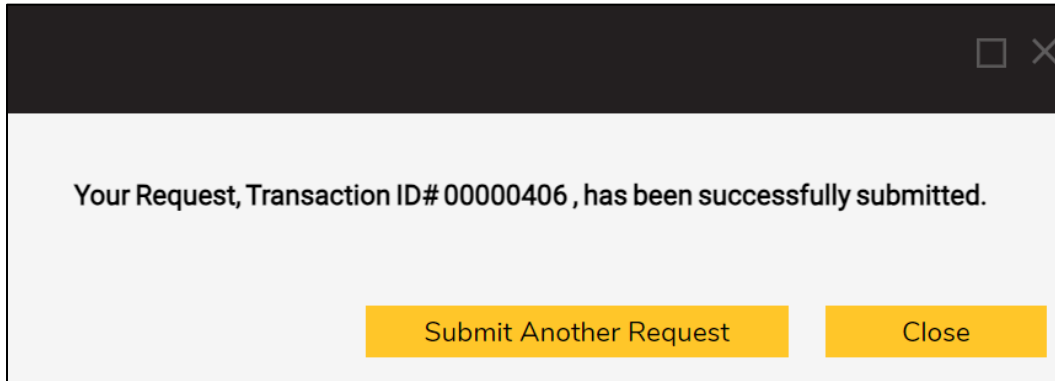 Your Request, Transaction ID# 00000406 , has been successfully submitted.
Submit Another Request
Close